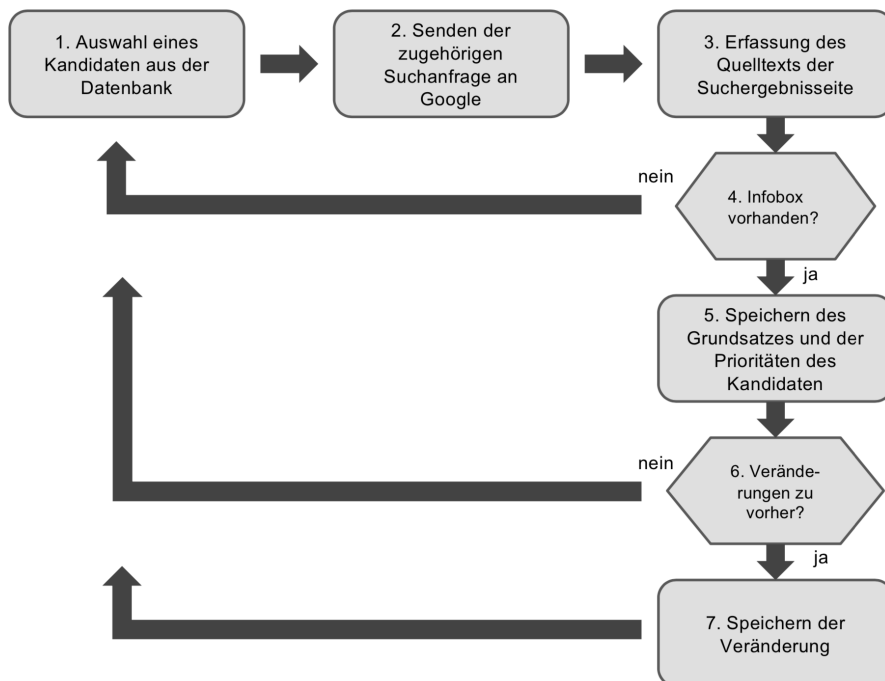 1. Auswahl eines
Kandidaten aus der
Datenbank
2. Senden der
zugehörigen
Suchanfrage an
Google
3. Erfassung des
Quelltexts der
Suchergebnisseite
nein
4. Infobox
vorhanden?
ja
5. Speichern des
Grundsatzes und der
Prioritäten des
Kandidaten
nein
6. Verände-
rungen zu
vorher?
ja
7. Speichern der
Veränderung